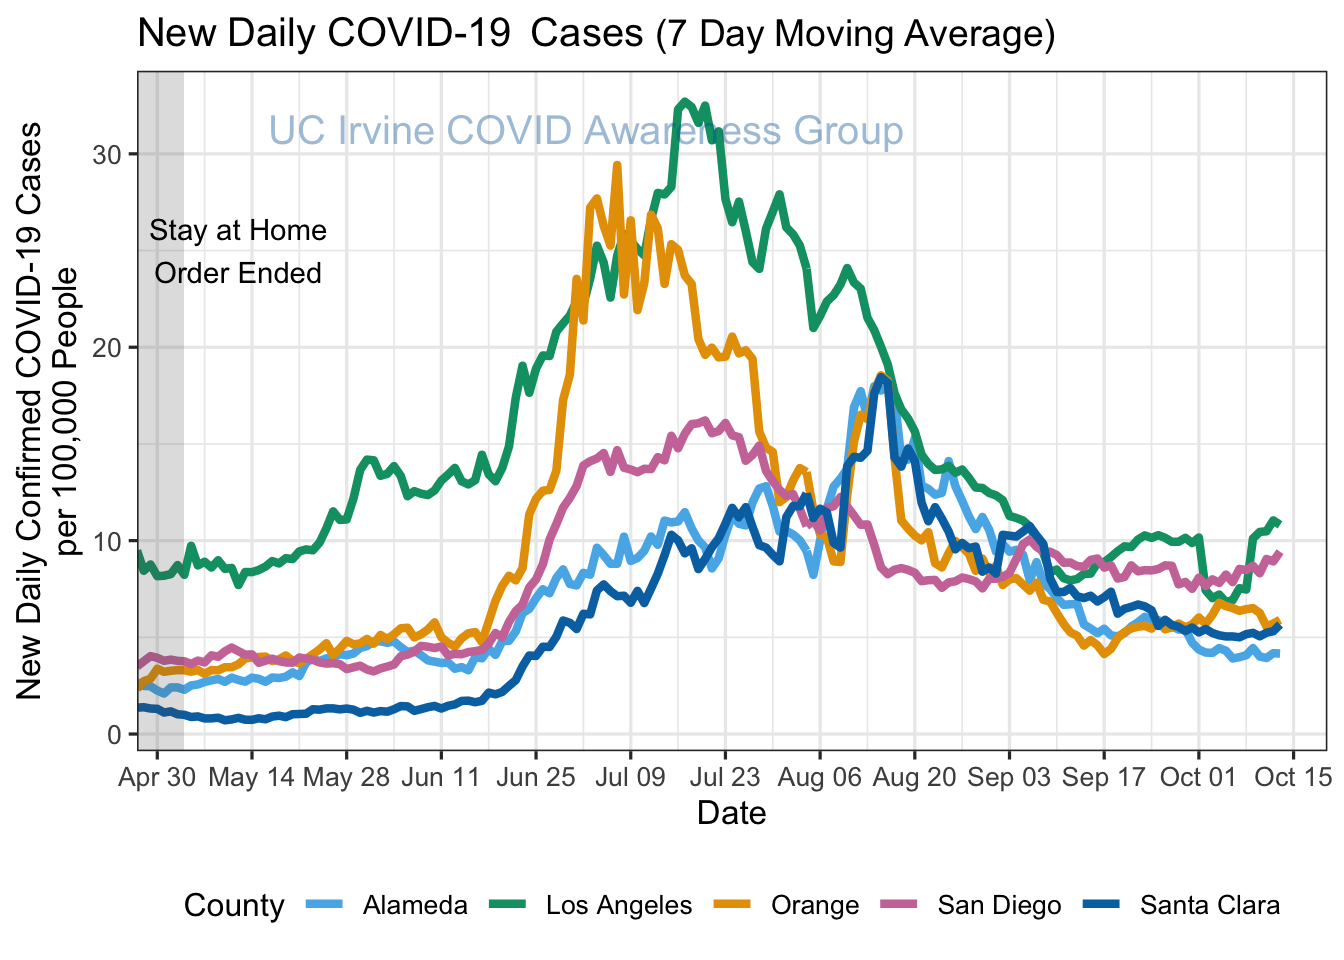 New Daily COVID-19  Cases (7 Day Moving Average)
UC Irvine COVID Awareness Group
Stay at Home
Order Ended
New Daily Confirmed COVID-19 Cases
per 100,000 People
30
20
10
0
Apr 30 May 14 May 28 Jun 11 Jun 25 Jul 09 Jul 23 Aug 06 Aug 20 Sep 03 Sep 17 Oct 01 Oct 15
Date
County Alameda Los Angeles Orange San Diego Santa Clara